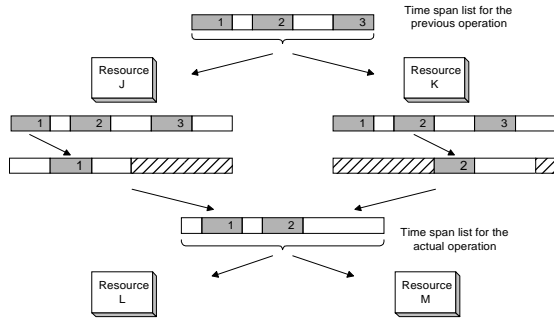 1 2 3
Time span list for the
previous operation
Resource
J
Resource
K
1 2 3
1 2 3
1
2
1 2
Time span list for the
actual operation
Resource
L
Resource
M